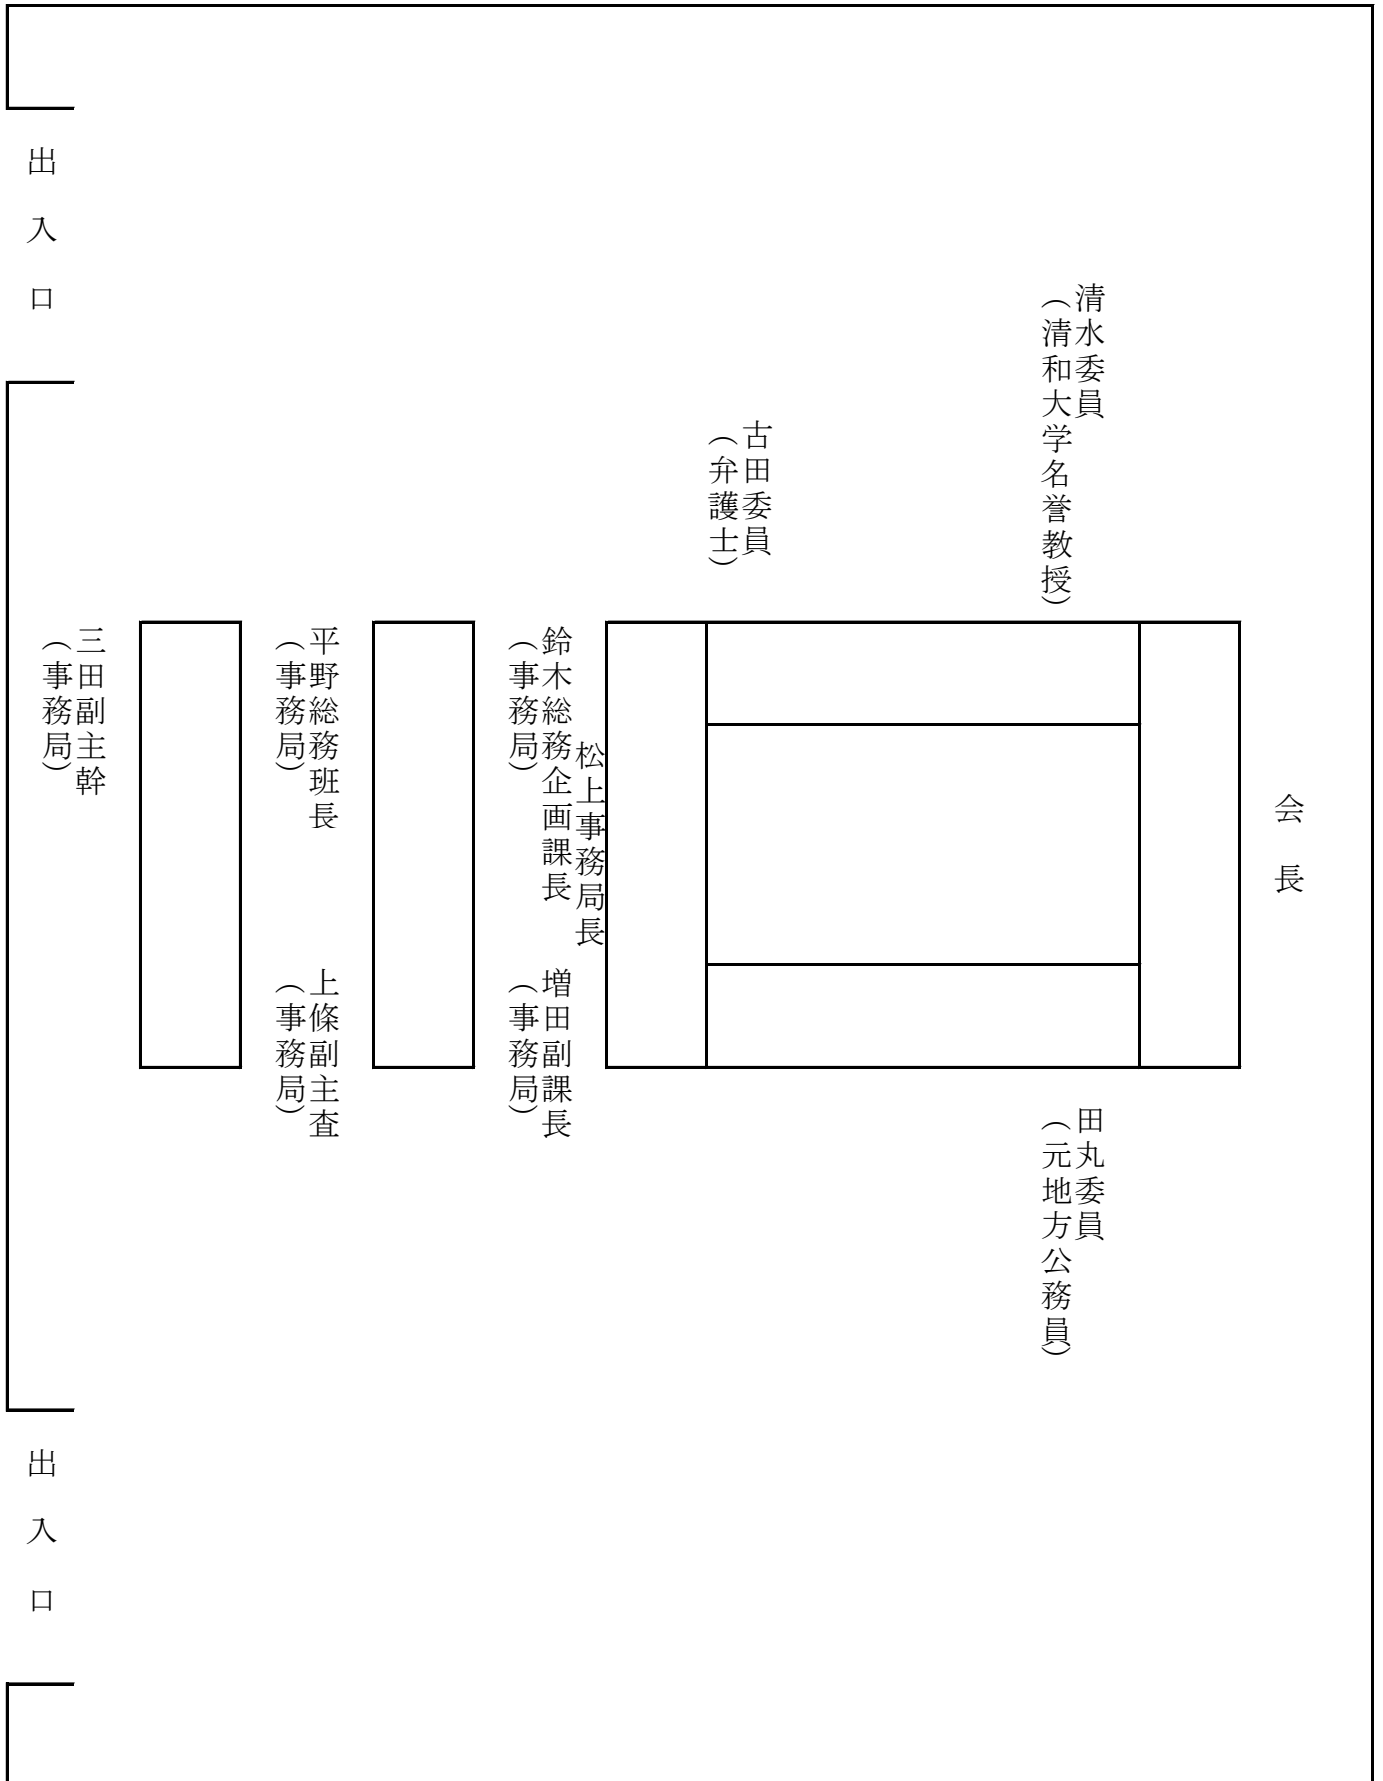 会長
清水委員
（清和大学名誉教授）
田丸委員
（元地方公務員）
古田委員
（弁護士）
松上事務局長
鈴木総務企画課長
（事務局）
増田副課長
（事務局）
平野総務班長
（事務局）
上條副主査
（事務局）
三田副主幹
（事務局）
出入口
出入口